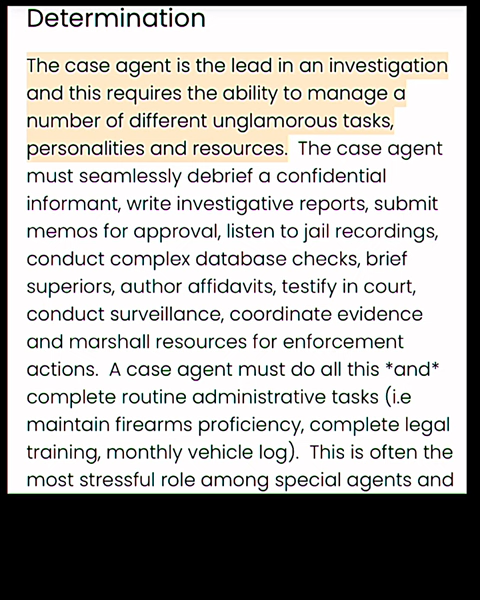 Determination
The case agent is the lead in an investigation
and this requires the ability to manage a
number of different unglamorous tasks,
personalities and resources.  The case agent
must seamlessly debrief a confidential
informant, write investigative reports, submit
memos for approval, listen to jail recordings,
conduct complex database checks, brief
superiors, author affidavits, testify in court,
conduct surveillance, coordinate evidence
and marshall resources for enforcement
actions.  A case agent must do all this *and*
complete routine administrative tasks (i.e
maintain firearms proficiency, complete legal
training, monthly vehicle log).  This is often the
most stressful role among special agents and